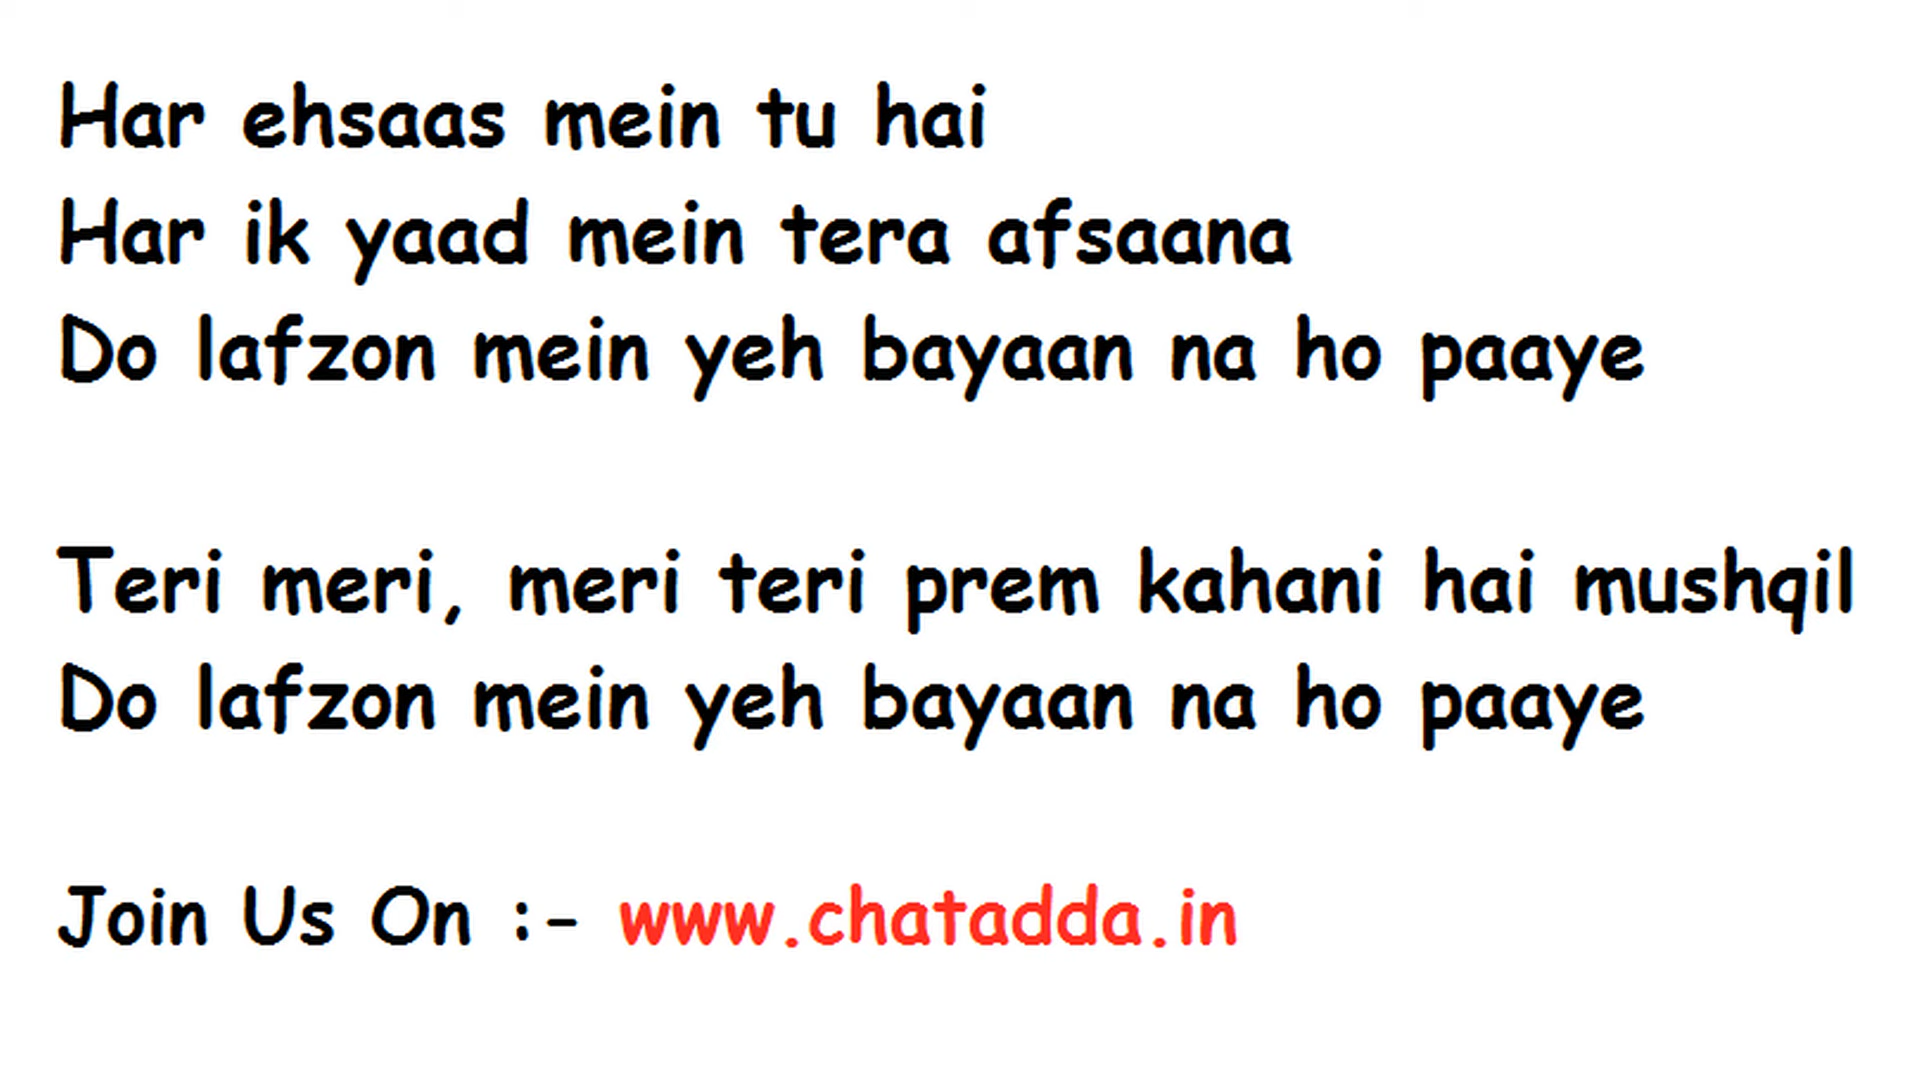 Har ehsaas mein tu hai
Har ik yaad mein tera afsaana
Do lafzon mein yeh bayaan na ho paaye
Teri meri, meri teri prem kahani hai mushqil
Do lafzon mein yeh bayaan na ho paaye
Join Us On :- www.chatadda.in